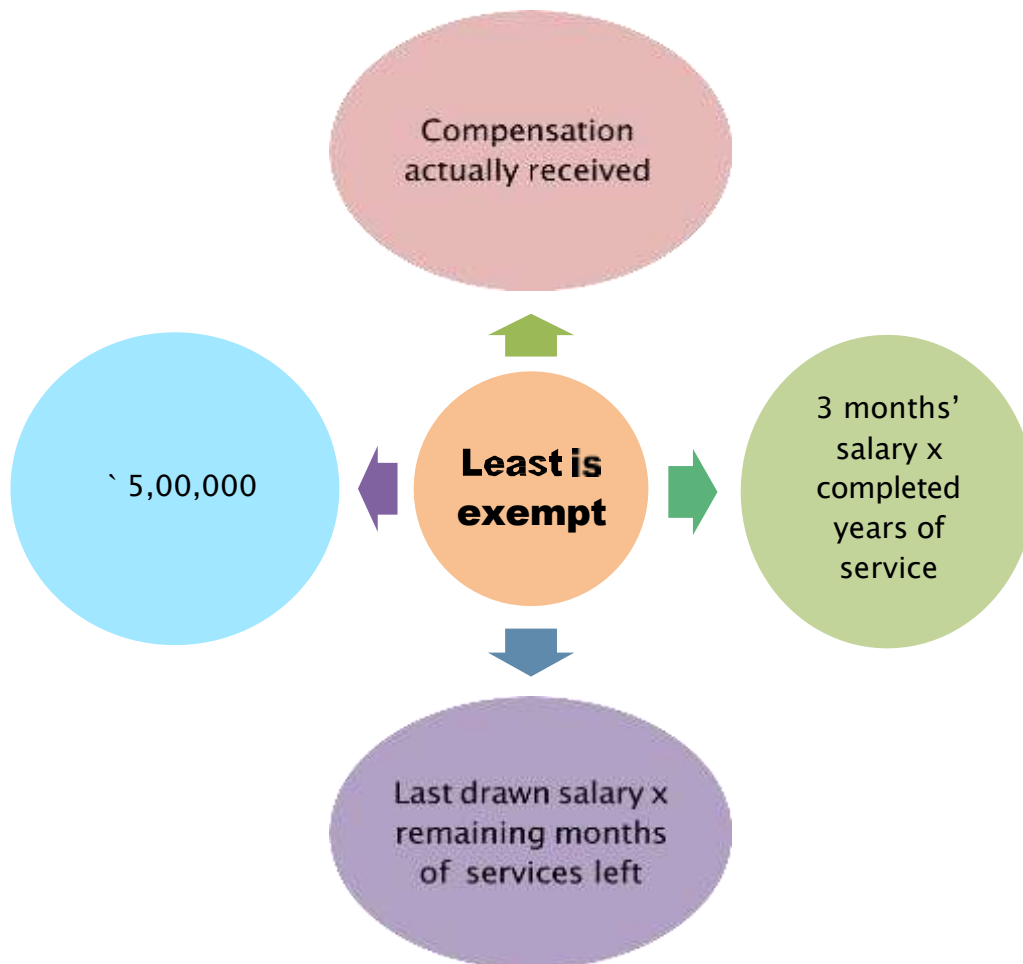 Compensation
actually received
` 5,00,000
Least is
exempt
3 months’
salary x
completed
years of
service
Last drawn salary x
remaining months
of services left